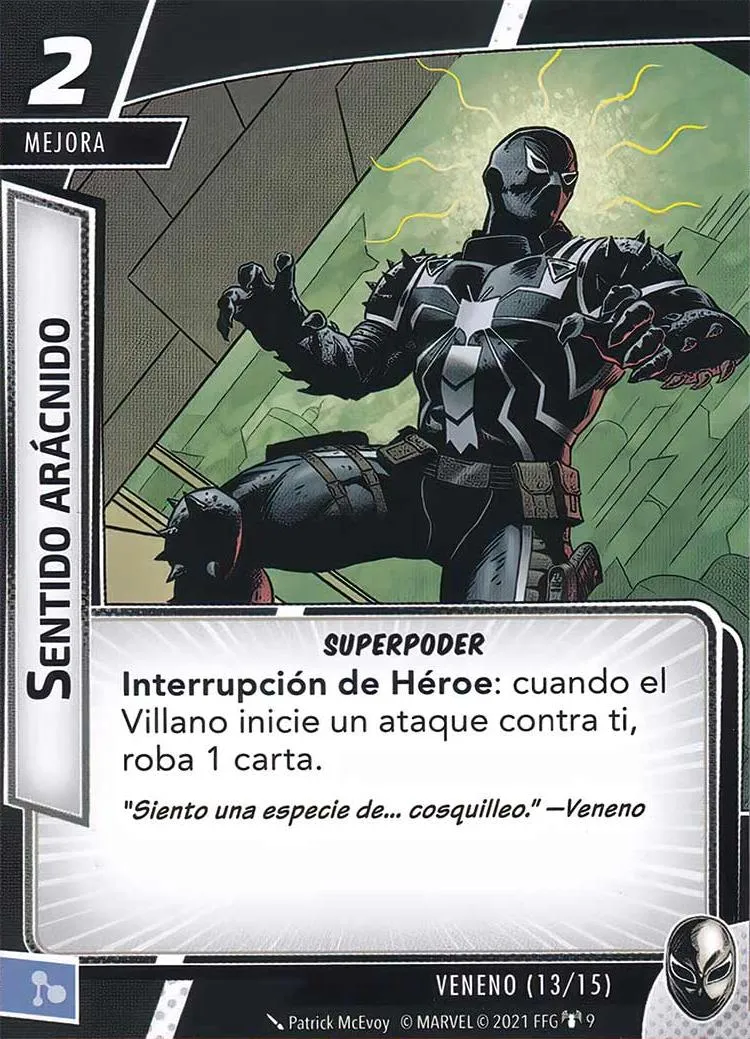 2
MEJORA
SENTIDO ARÁCNIDO
SUPERPODER
Interrupción de Héroe: cuando el
Villano inicie un ataque contra ti,
roba 1 carta.
"Siento una especie de... cosquilleo." —Veneno
VENENO (13/15)
Patrick McEvoy © MARVEL © 2021 FFG 9